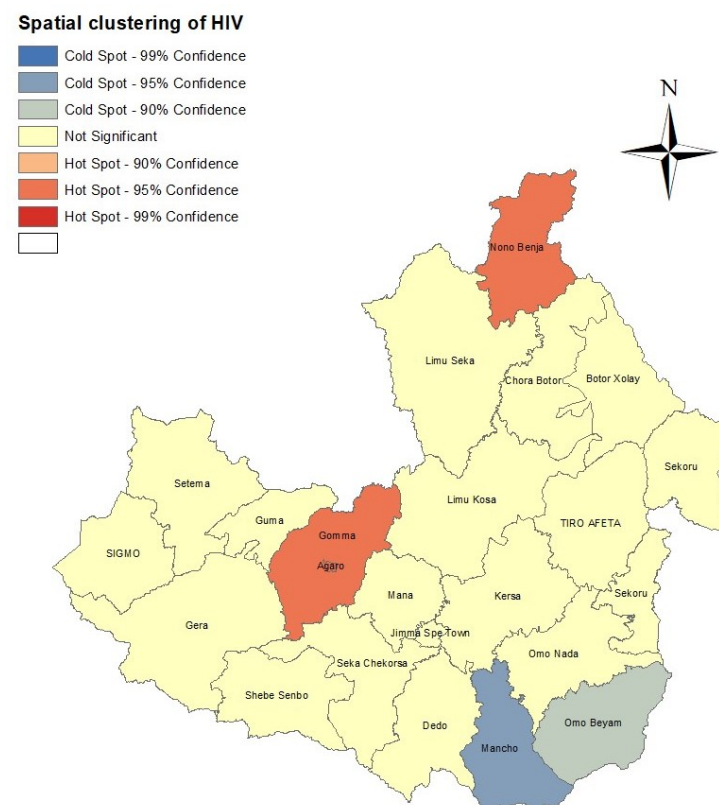 Spatial clustering of HIV
Cold Spot - 99% Confidence
Cold Spot - 95% Confidence
Cold Spot - 90% Confidence
Not Significant
Hot Spot - 90% Confidence
Hot Spot - 95% Confidence
Hot Spot - 99% Confidence
N
Nono Benja
Limu Seka
Chora Botor
Botor Xolay
Sekoru
Setema
Limu Kosa
Guma
TIRO AFETA
Gomma
SIGMO
Agaro
Mana
Kersa
Sekoru
Gera
Jimma Spe Town
Omo Nada
Seka Chekorsa
Shebe Senbo
Dedo
Omo Beyam
Mancho